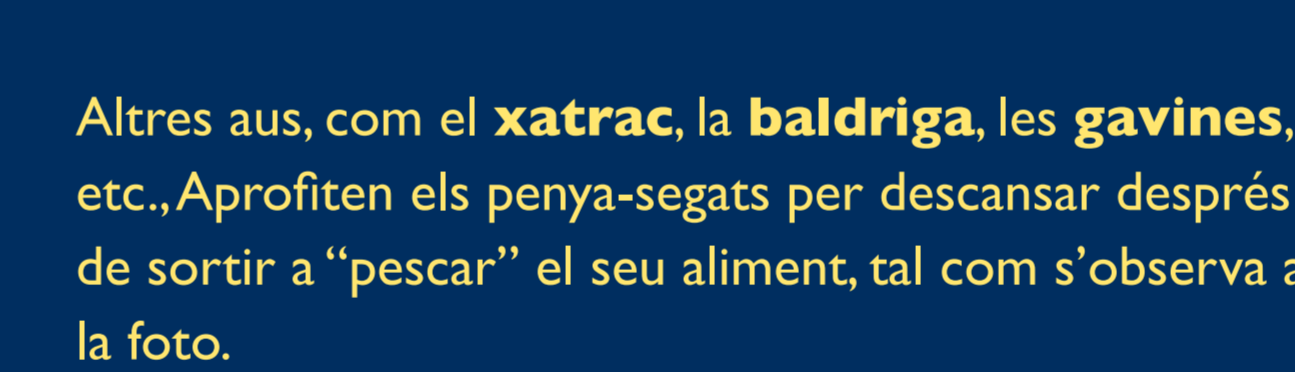 Altres aus, com el xatrac, la baldriga, les gavines,
etc., Aprofiten els penya-segats per descansar després
de sortir a “pescar” el seu aliment, tal com s’observa a
la foto.